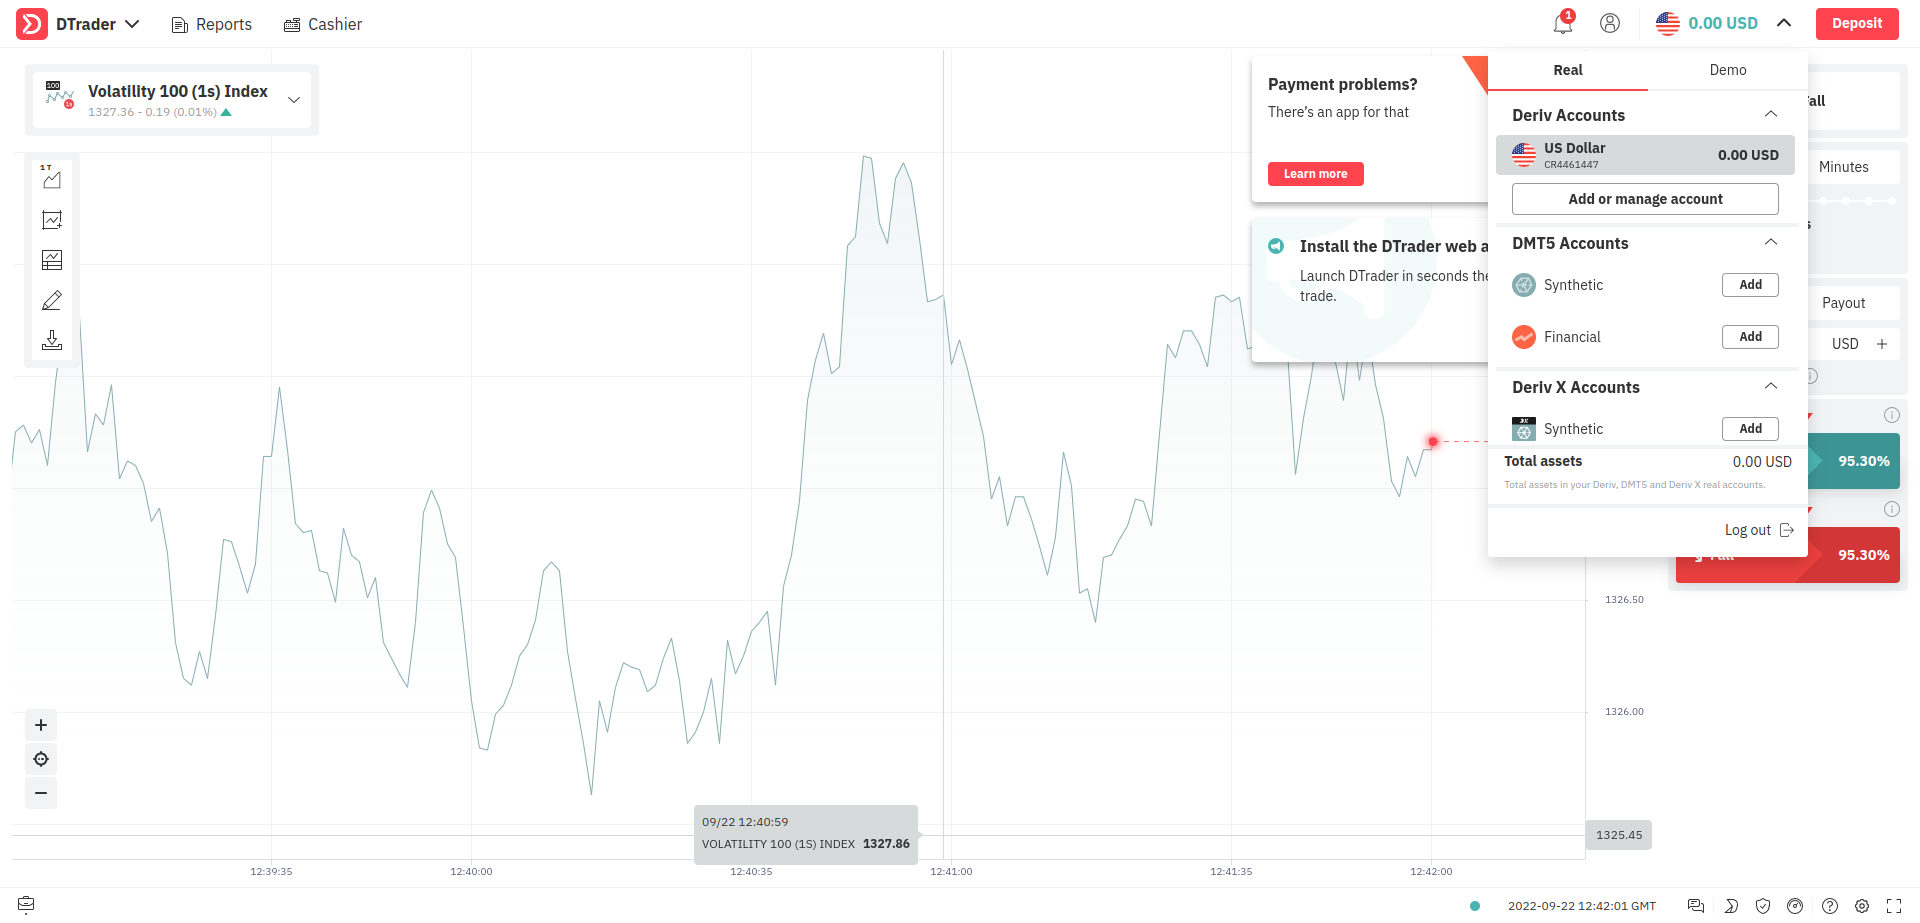 DTrader
Reports
Cashier
1
0.00 USD
Deposit
100
1s
Volatility 100 (1s) Index
1327.36 - 0.19 (0.01%)
1 T
Payment problems?
There's an app for that
Learn more
Install the DTrader web a
Launch DTrader in seconds the
trade.
Real
Demo
Deriv Accounts
US Dollar
CR4461447
0.00 USD
Add or manage account
DMT5 Accounts
Synthetic
Add
Financial
Add
Deriv X Accounts
Synthetic
Add
Total assets
0.00 USD
Total assets in your Deriv, DMT5 and Deriv X real accounts.
Log out
Minutes
Payout
USD
95.30%
95.30%
1326.50
1326.00
1325.45
09/22 12:40:59
VOLATILITY 100 (1S) INDEX 1327.86
12:39:35
12:40:00
12:40:35
12:41:00
12:41:35
12:42:00
2022-09-22 12:42:01 GMT